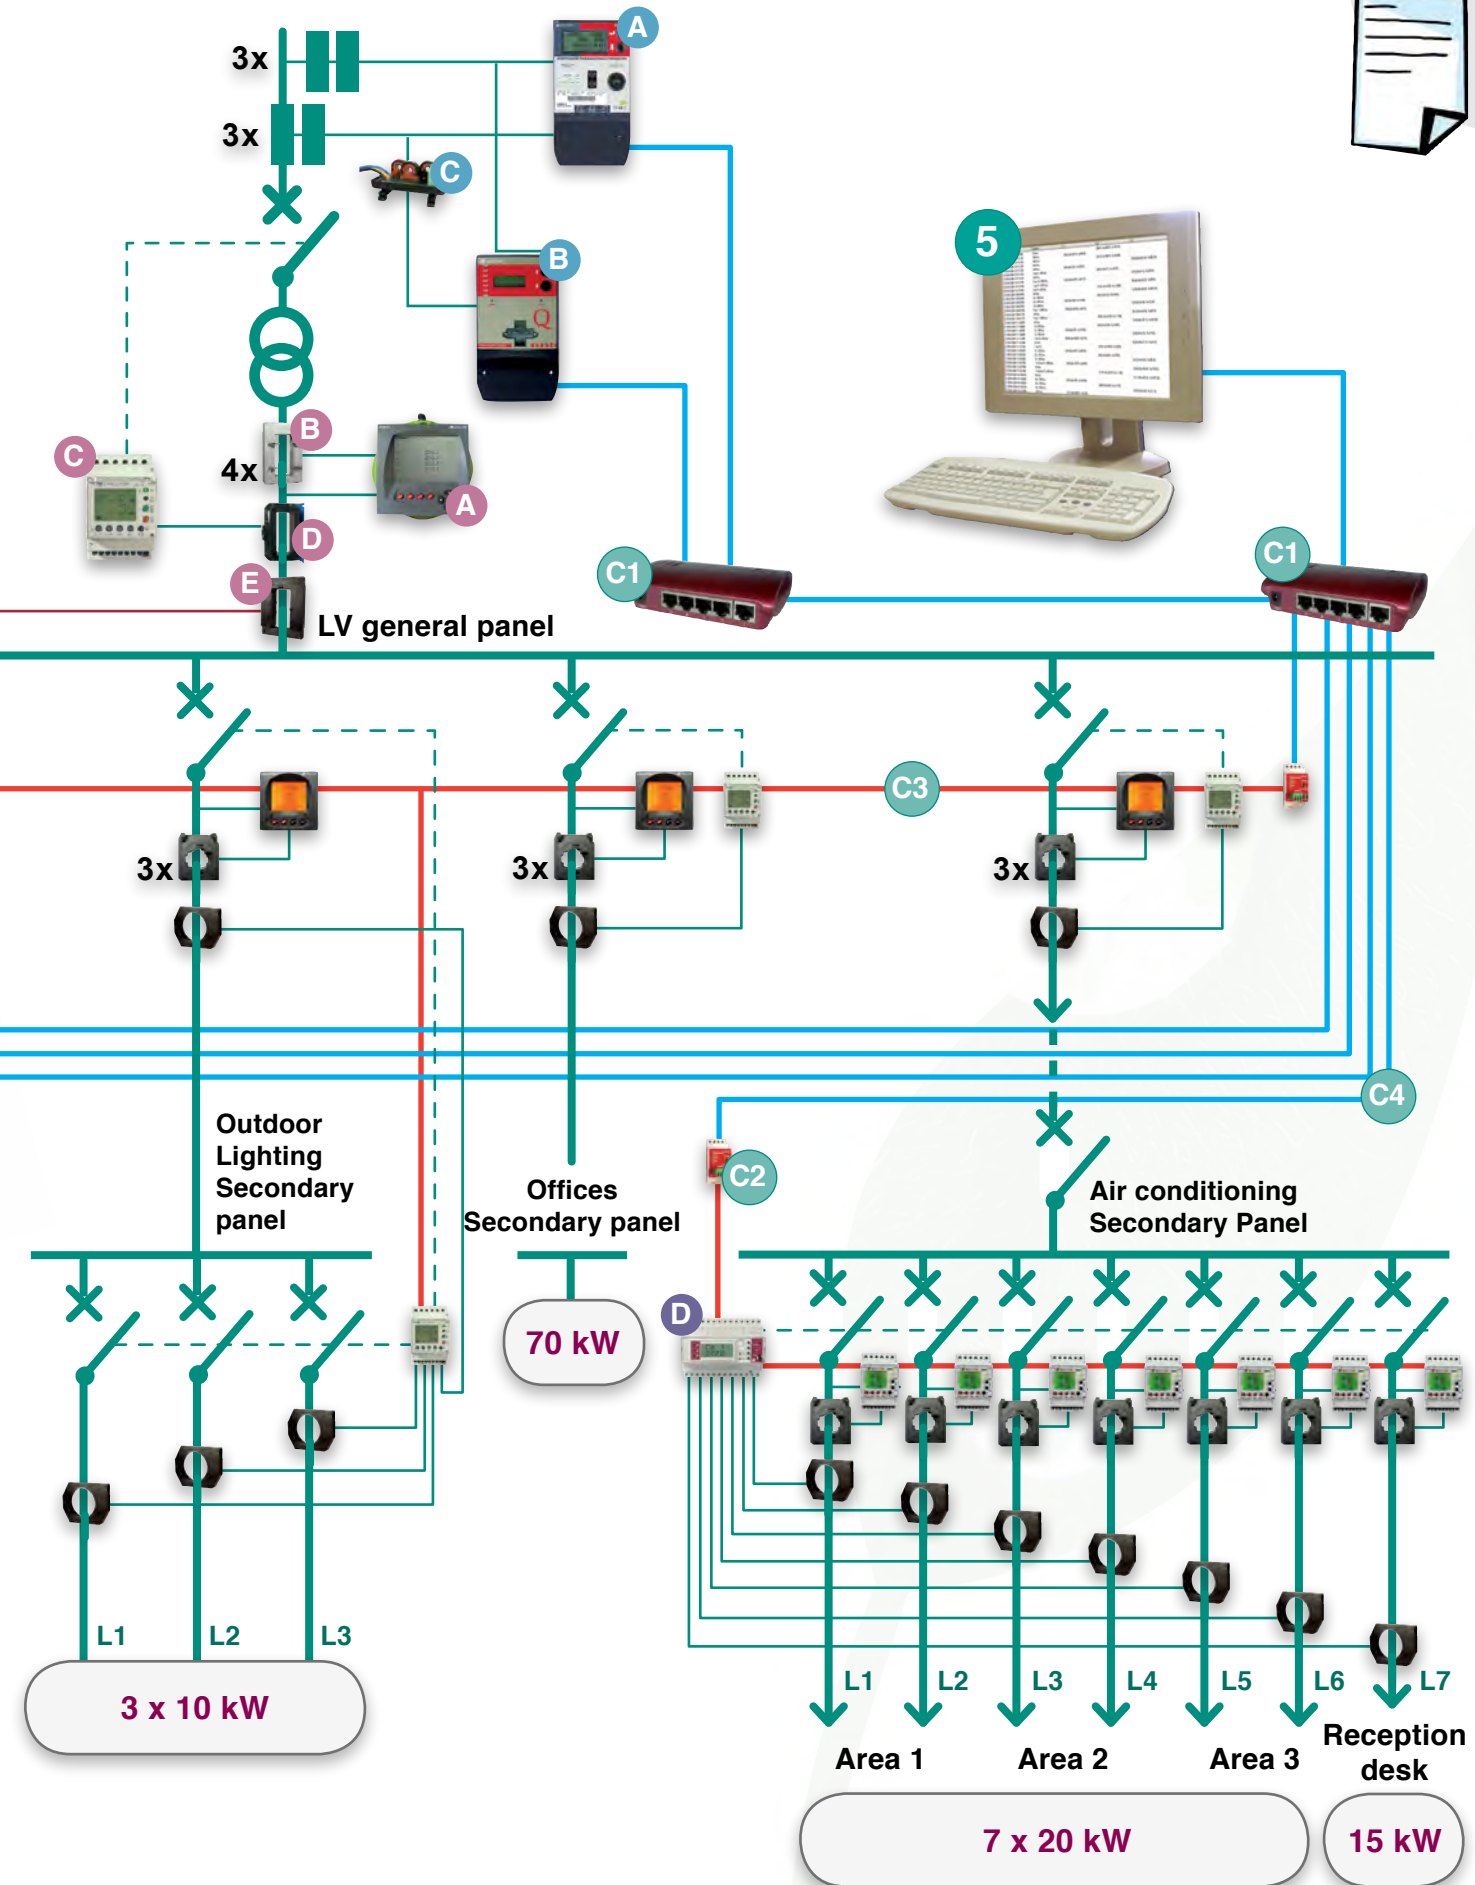 3x
A
3x
C
5
B
B
C
4x
A
D
C1
C1
E
LV general panel
C3
3x
3x
3x
C4
Outdoor
Lighting
Secondary
panel
C2
Offices
Secondary panel
Air conditioning
Secondary Panel
D
70 kW
Q
L1
L2
L3
3 x 10 kW
L1
L2
L3
L4
L5
L6
L7
Area 1
Area 2
Area 3
Reception
desk
7 x 20 kW
15 kW